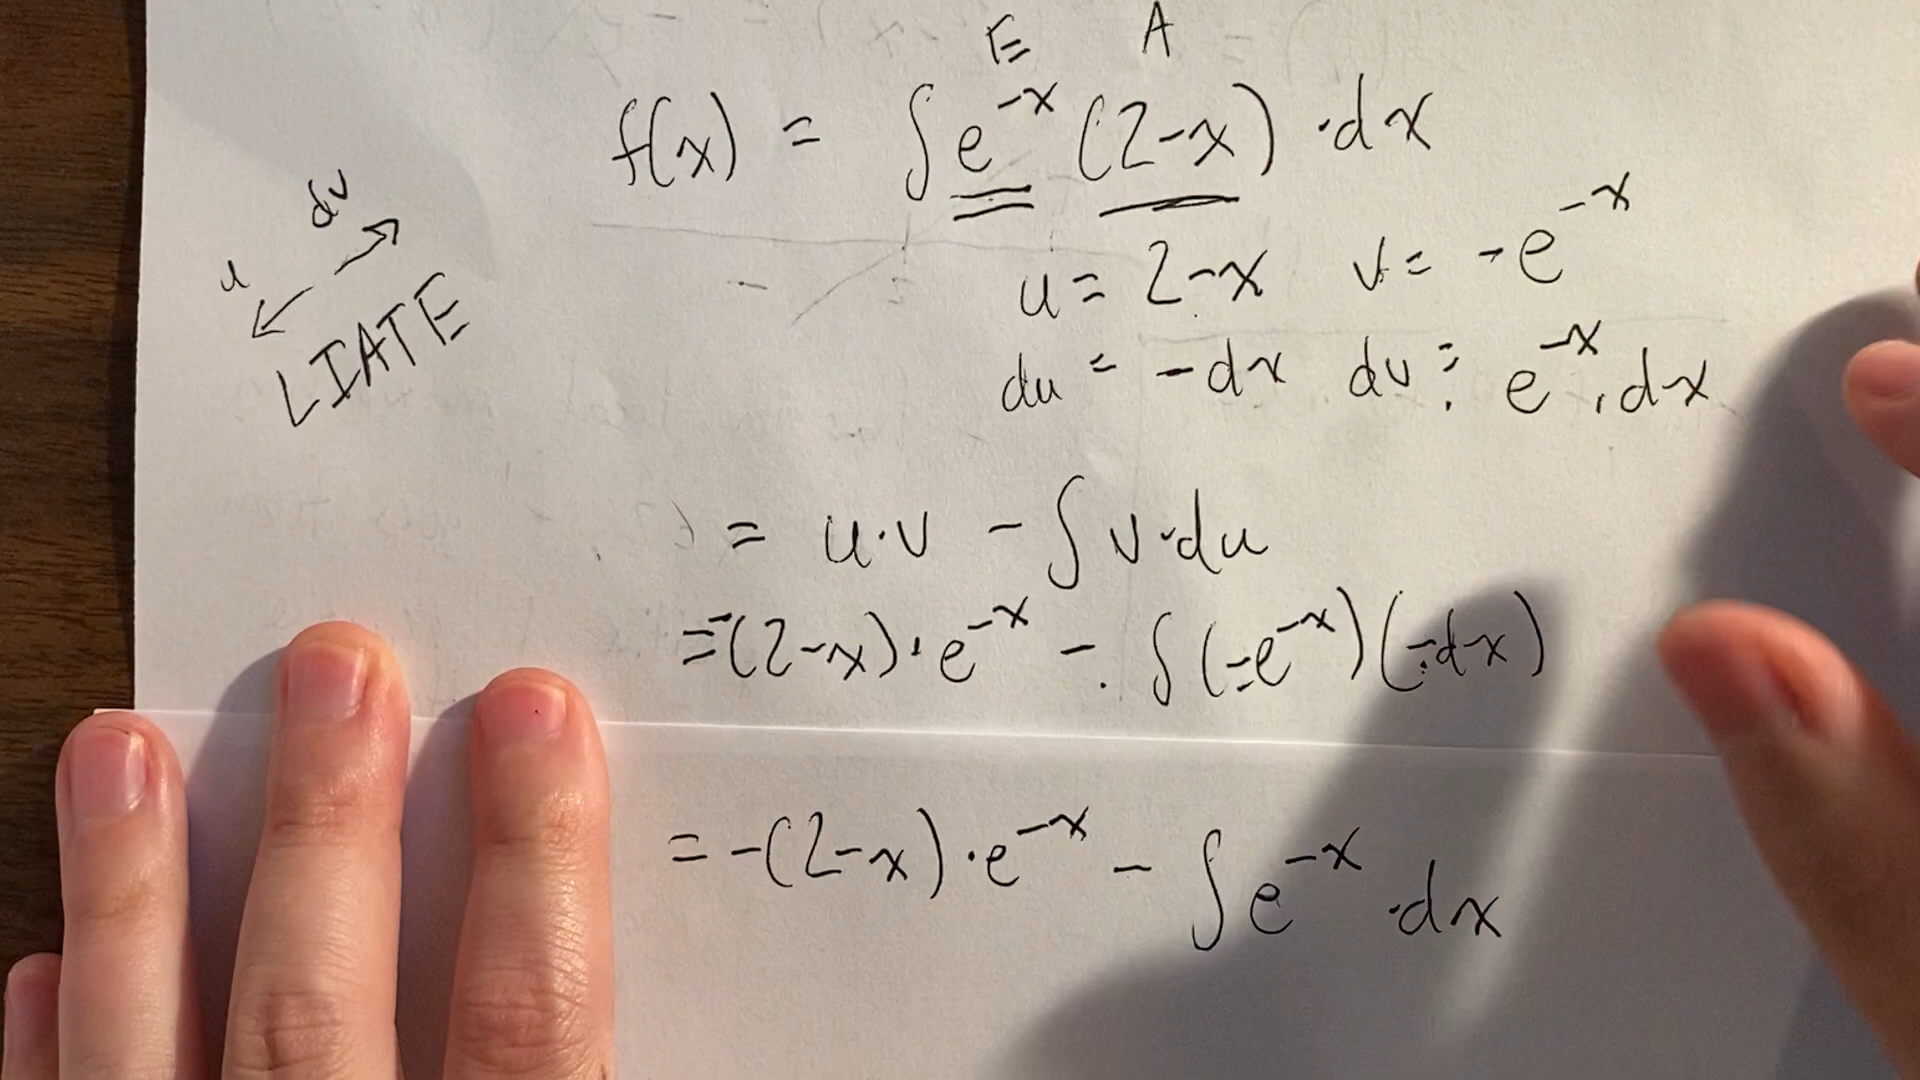 E A
f(x) = ∫e^-x (2-x) ·dx
dv
u
LIATE
u = 2-x v = -e^-x
du = -dx dv = e^-x · dx
= u·v - ∫v·du
= -(2-x)·e^-x - ∫(-e^-x)(-dx)
= -(2-x)·e^-x - ∫e^-x ·dx